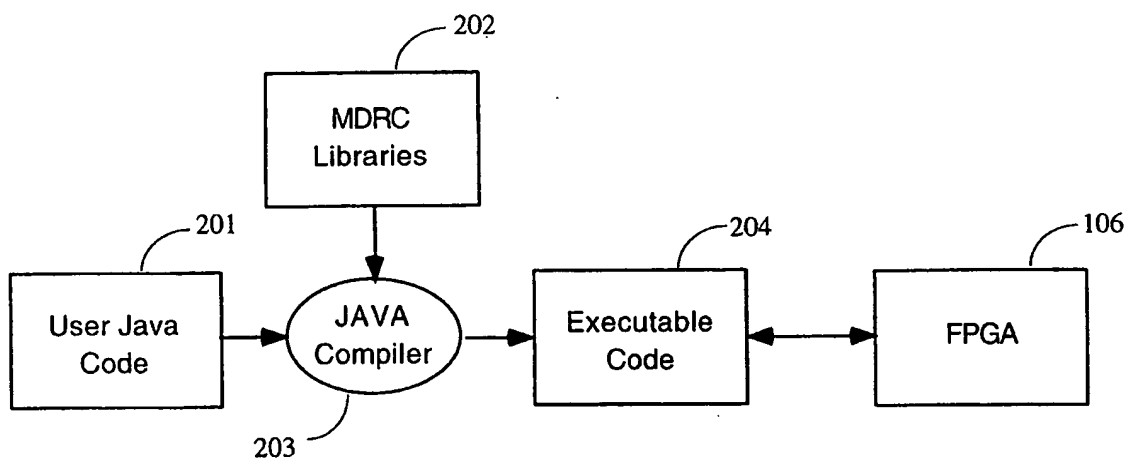 202
MDRC
Libraries
201
204
106
User Java
Code
JAVA
Compiler
Executable
Code
FPGA
203